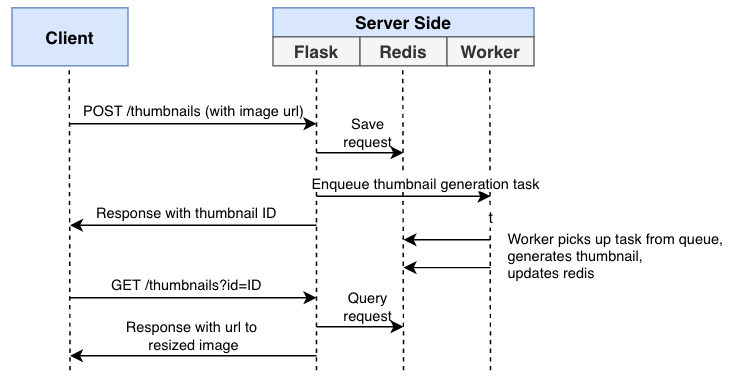 Client
Server Side
Flask
Redis
Worker
POST /thumbnails (with image url)
Save
request
Enqueue thumbnail generation task
Response with thumbnail ID
t
Worker picks up task from queue,
generates thumbnail,
updates redis
GET /thumbnails?id=ID
Query
request
Response with url to
resized image